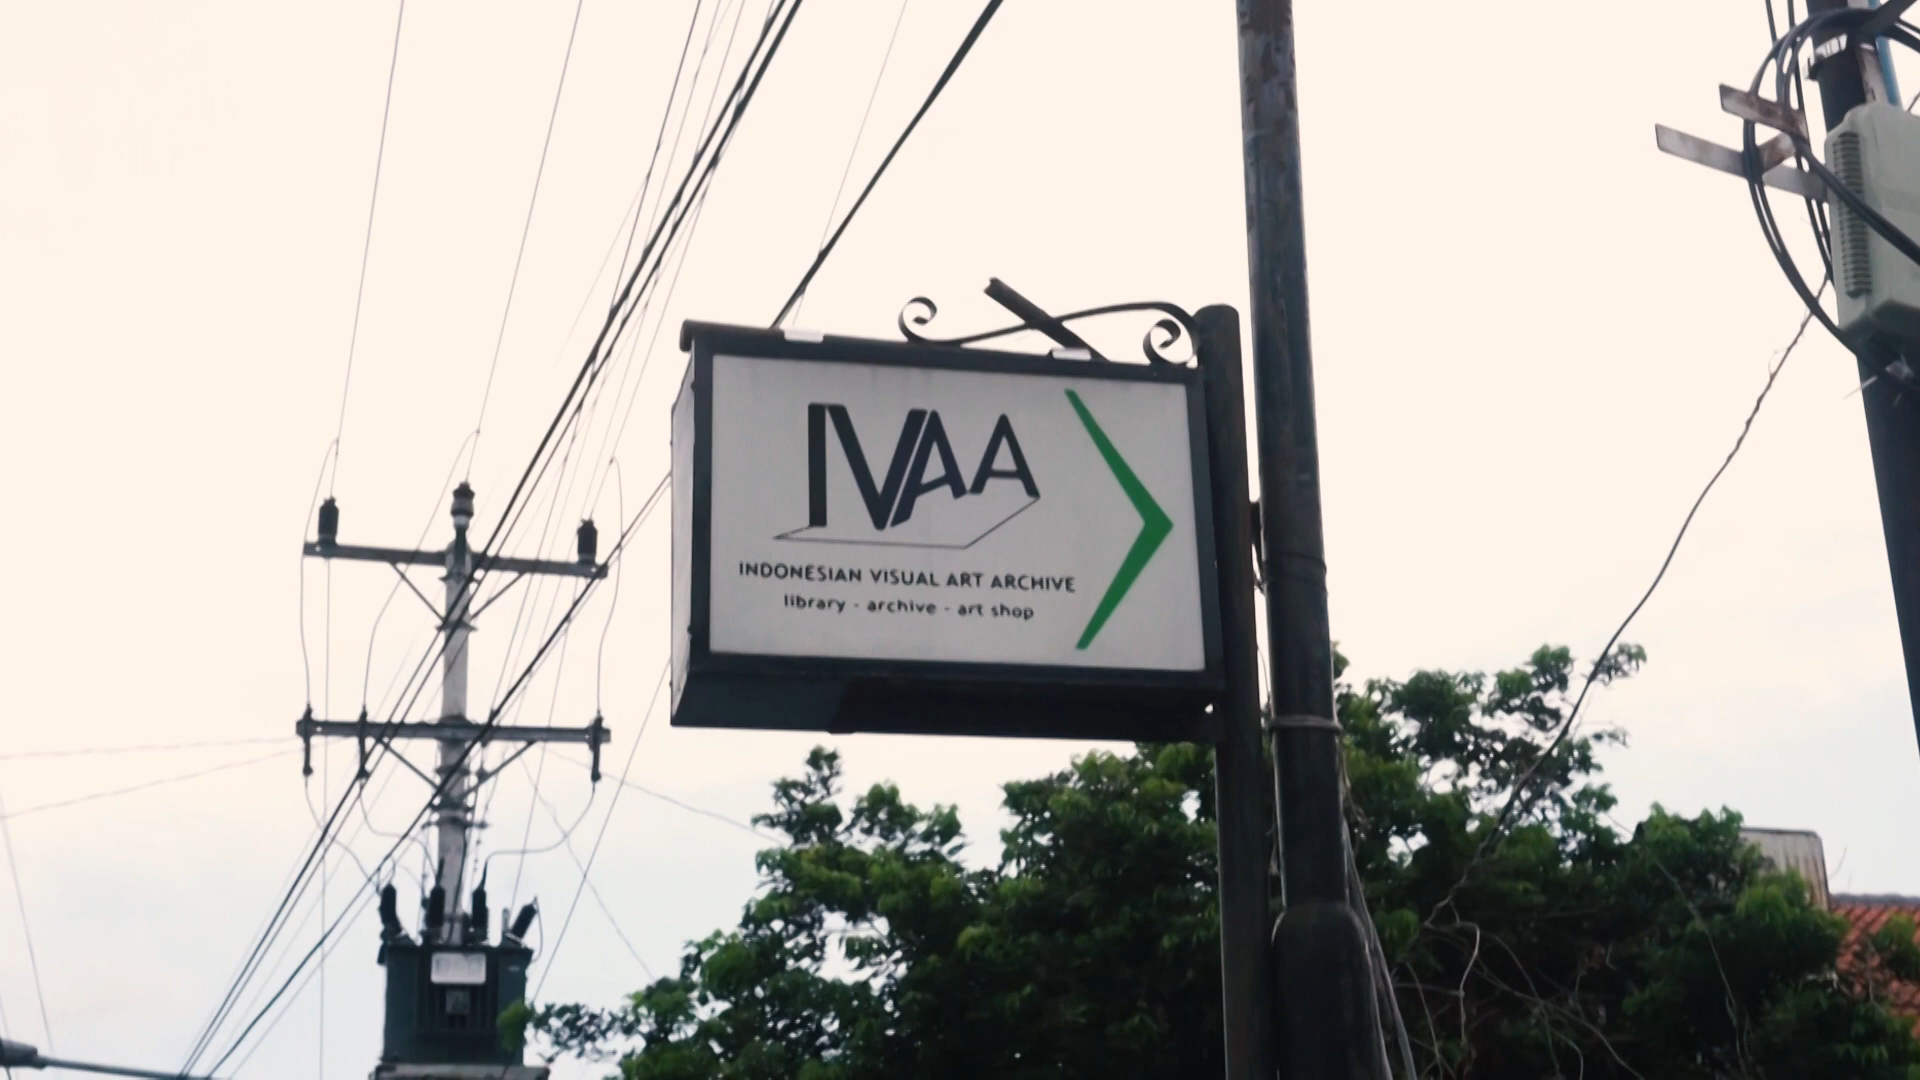 IVAA
INDONESIAN VISUAL ART ARCHIVE
library - archive - art shop